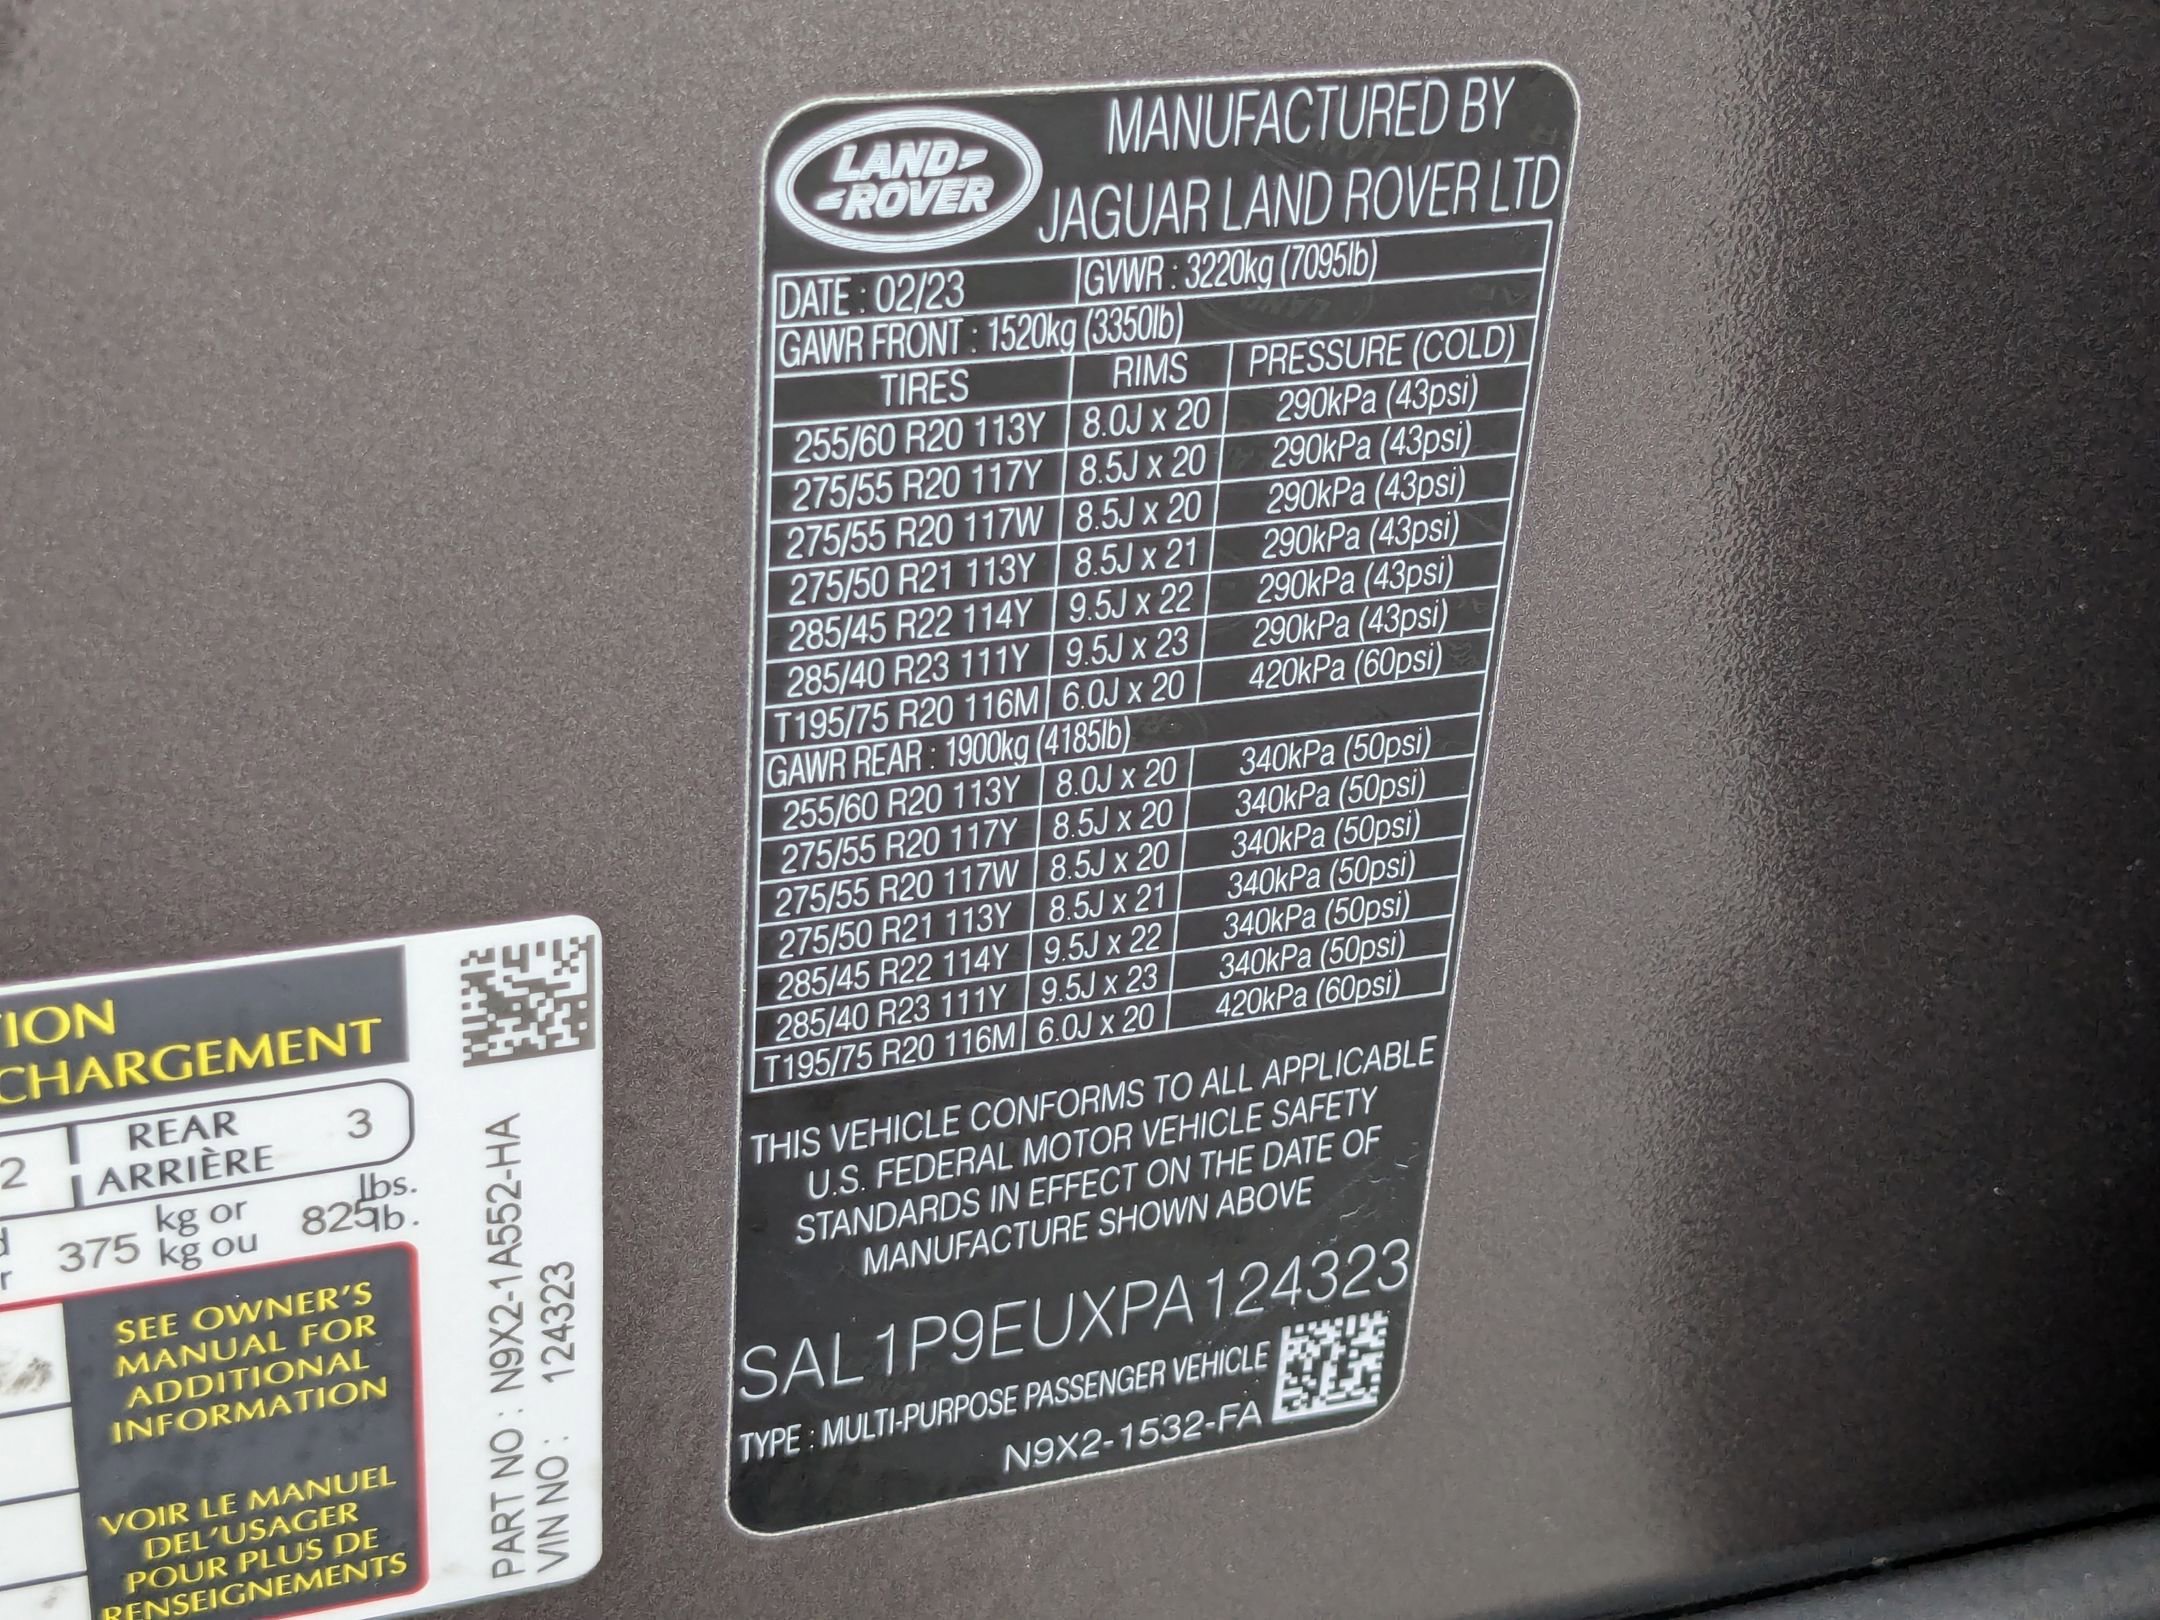 LAND-
-ROVER
MANUFACTURED BY
JAGUAR LAND ROVER LTD
DATE : 02/23 GVWR : 3220kg (7095lb)
GAWR FRONT : 1520kg (3350lb)
TIRES RIMS PRESSURE (COLD)
255/60 R20 113Y 8.0J x 20 290kPa (43psi)
275/55 R20 117Y 8.5J x 20 290kPa (43psi)
275/55 R20 117W 8.5J x 20 290kPa (43psi)
275/50 R21 113Y 8.5J x 21 290kPa (43psi)
285/45 R22 114Y 9.5J x 22 290kPa (43psi)
285/40 R23 111Y 9.5J x 23 290kPa (43psi)
T195/75 R20 116M 6.0J x 20 420kPa (60psi)
GAWR REAR : 1900kg (4185lb)
255/60 R20 113Y 8.0J x 20 340kPa (50psi)
275/55 R20 117Y 8.5J x 20 340kPa (50psi)
275/55 R20 117W 8.5J x 20 340kPa (50psi)
275/50 R21 113Y 8.5J x 21 340kPa (50psi)
285/45 R22 114Y 9.5J x 22 340kPa (50psi)
285/40 R23 111Y 9.5J x 23 340kPa (50psi)
T195/75 R20 116M 6.0J x 20 420kPa (60psi)
THIS VEHICLE CONFORMS TO ALL APPLICABLE
U.S. FEDERAL MOTOR VEHICLE SAFETY
STANDARDS IN EFFECT ON THE DATE OF
MANUFACTURE SHOWN ABOVE
SAL1P9EUXPA124323
TYPE : MULTI-PURPOSE PASSENGER VEHICLE
N9X2-1532-FA
TION
CHARGEMENT
2 REAR 3
ARRIÈRE
375 kg or 825 lbs.
kg ou lb.
SEE OWNER'S
MANUAL FOR
ADDITIONAL
INFORMATION
VOIR LE MANUEL
DEL'USAGER
POUR PLUS DE
RENSEIGNEMENTS
PART NO : N9X2-1A552-HA
VIN NO : 124323